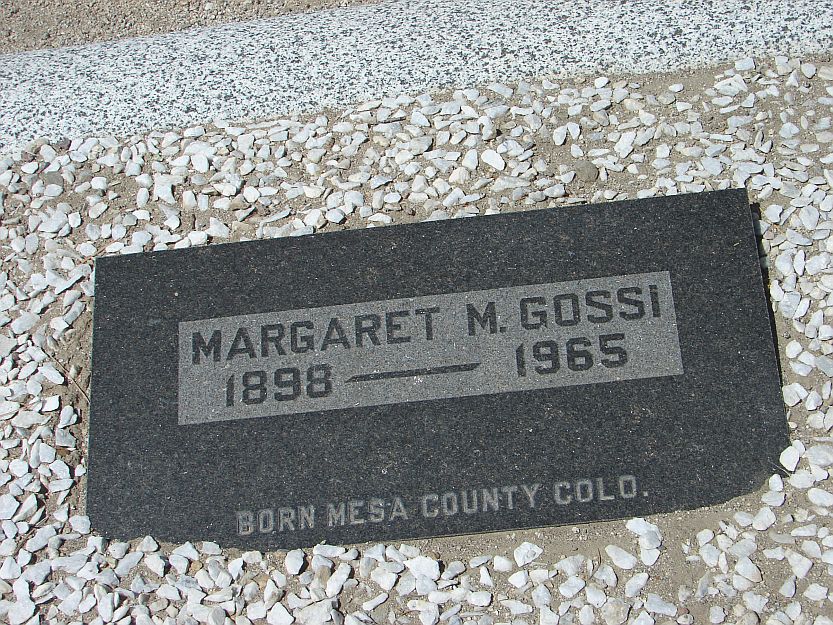 MARGARET M. GOSSI
1898 — 1965
BORN MESA COUNTY COLO.